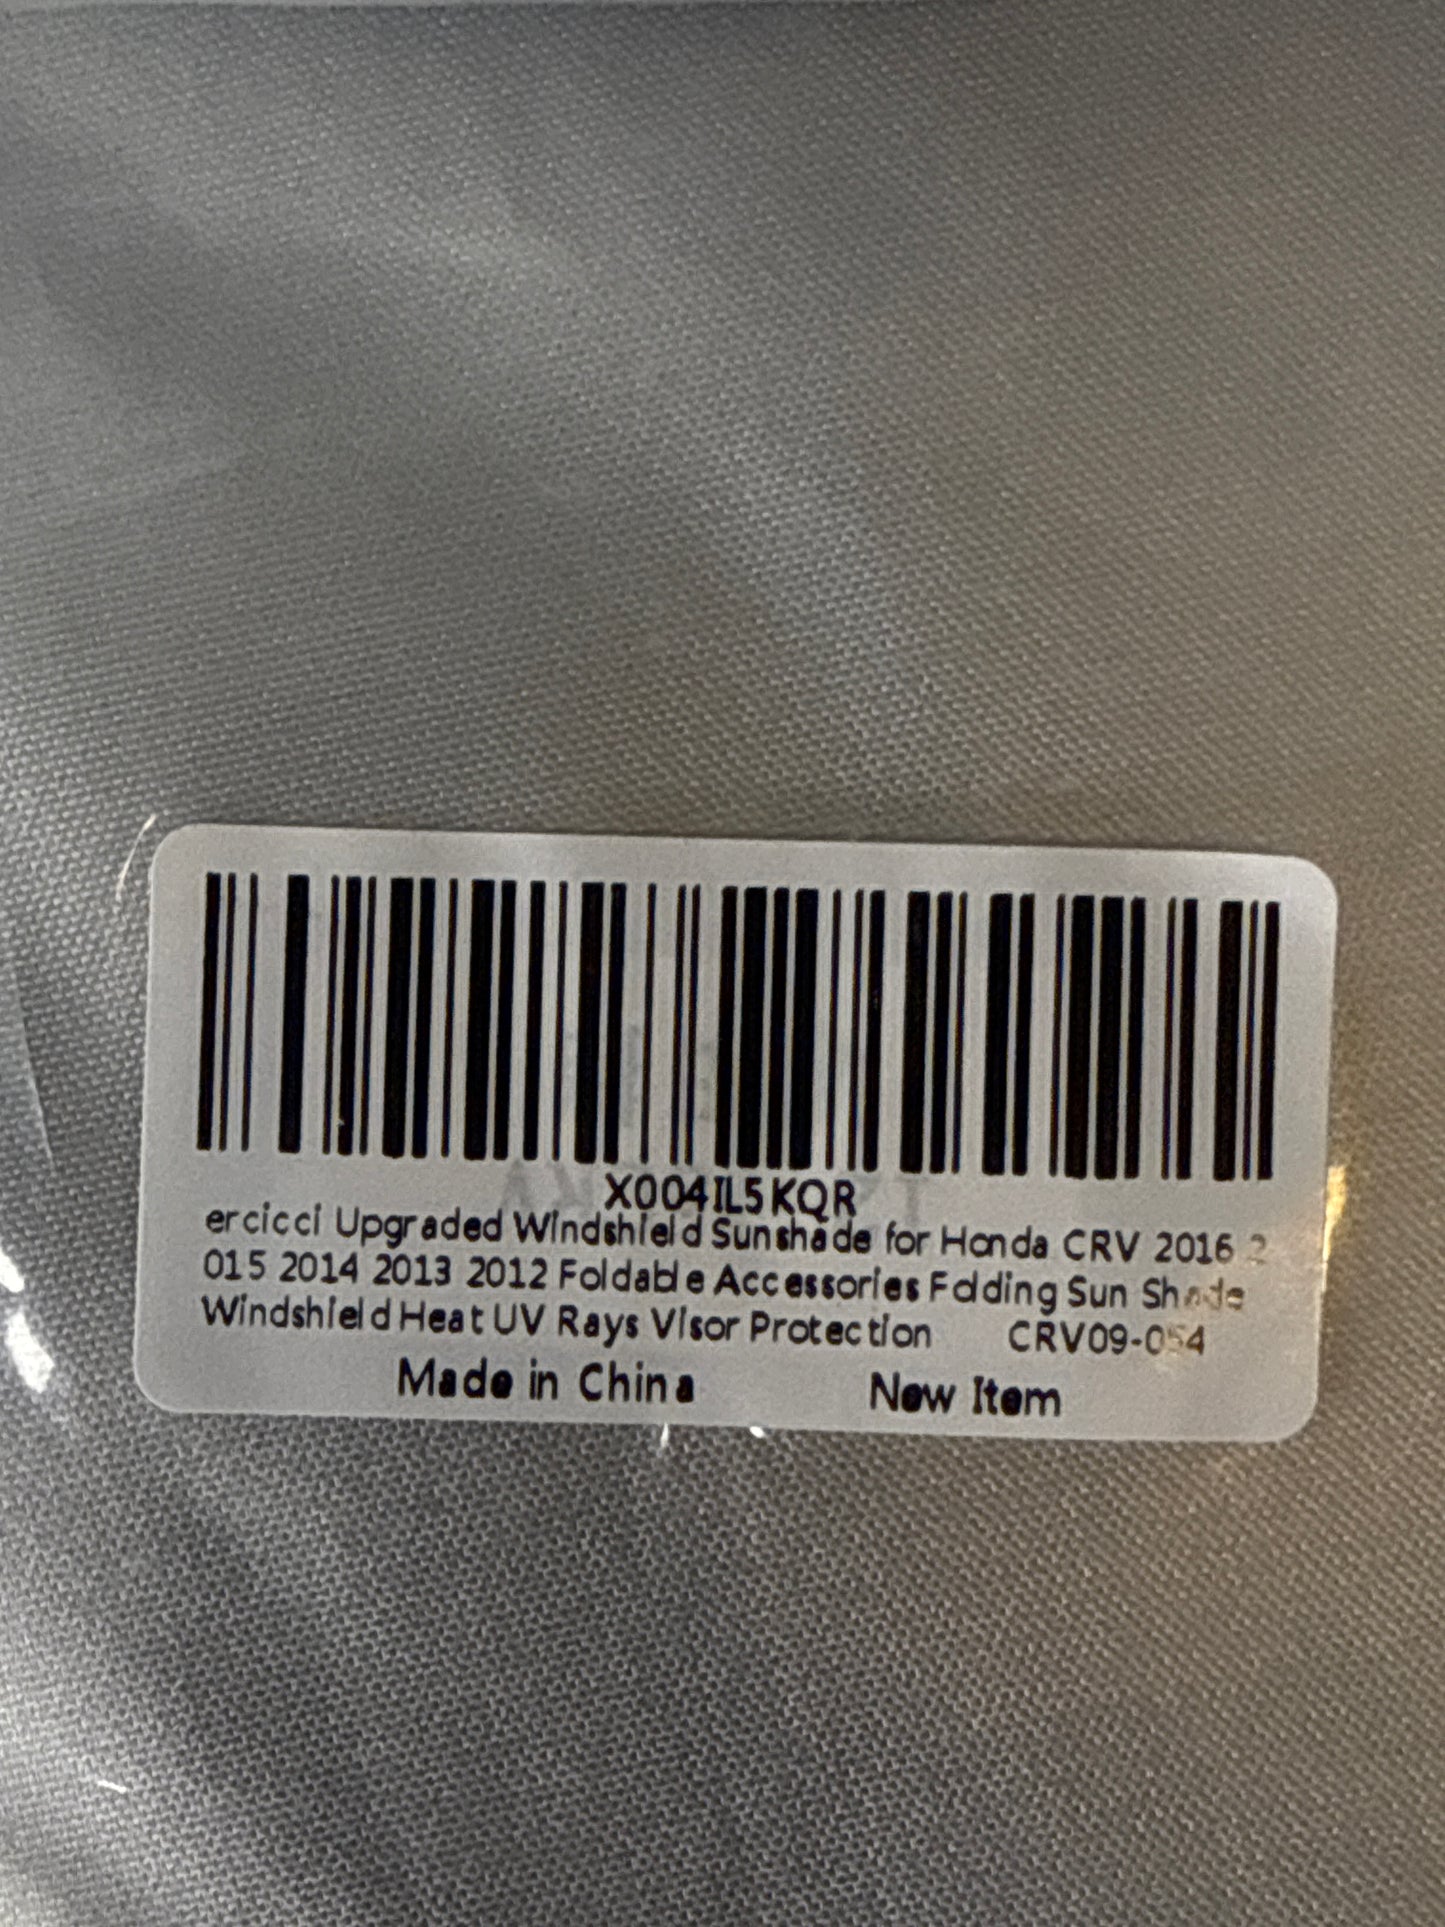 X004IL5KQR
ercicci Upgraded Windshield Sunshade for Honda CRV 2016 2
015 2014 2013 2012 Foldable Accessories Folding Sun Shade
Windshield Heat UV Rays Visor Protection CRV09-054
Made in China New Item